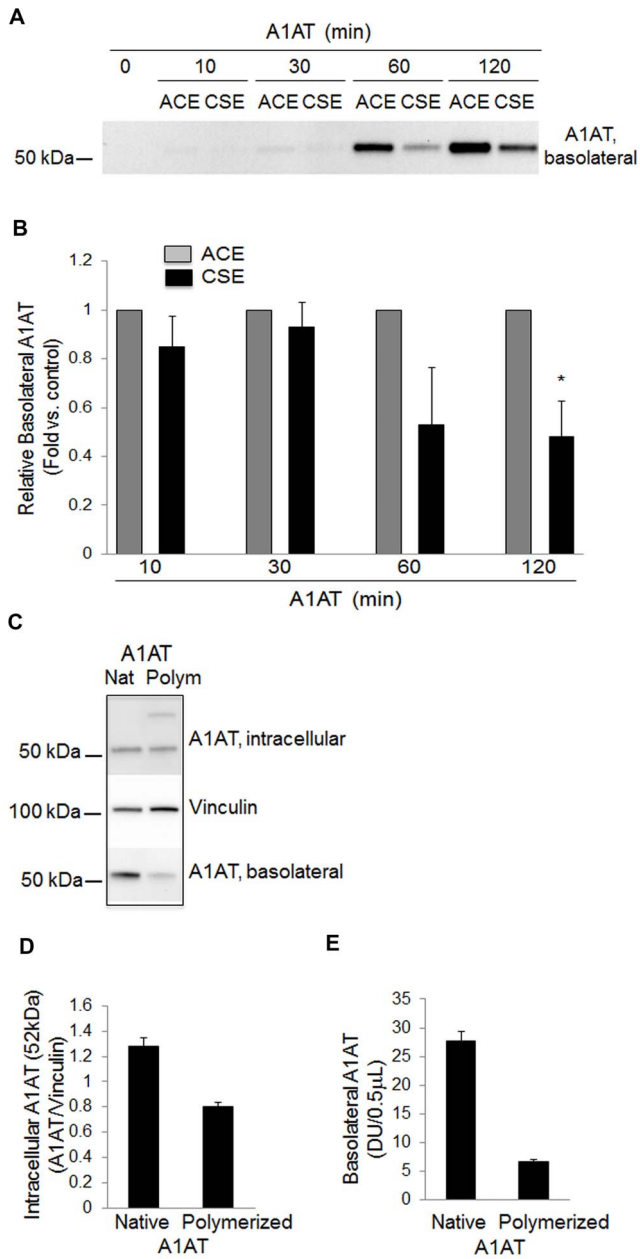 A
A1AT (min)
0 10 30 60 120
ACE CSE ACE CSE ACE CSE ACE CSE
50 kDa
A1AT,
basolateral
B
ACE
CSE
Relative Basolateral A1AT
(Fold vs. control)
1.2
1
0.8
0.6
0.4
0.2
0
*
10 30 60 120
A1AT (min)
C
A1AT
Nat Polym
50 kDa
A1AT, intracellular
100 kDa
Vinculin
50 kDa
A1AT, basolateral
D
Intracellular A1AT (52kDa)
(A1AT/Vinculin)
1.6
1.4
1.2
1
0.8
0.6
0.4
0.2
0
Native Polymerized
A1AT
E
Basolateral A1AT
(DU/0.5µL)
35
30
25
20
15
10
5
0
Native Polymerized
A1AT